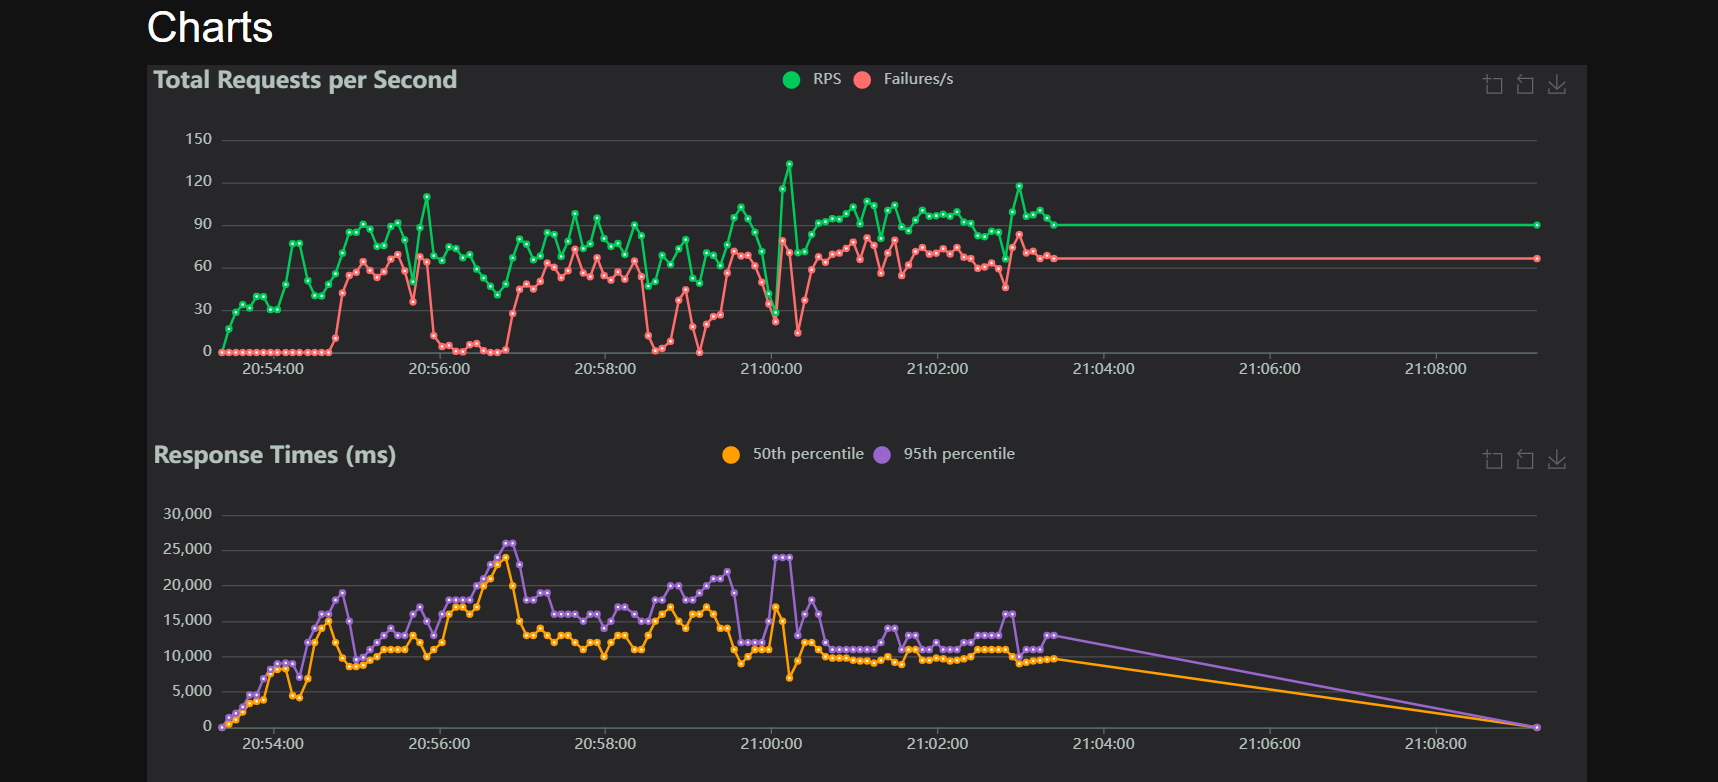 Charts
Total Requests per Second
RPS Failures/s
150
120
90
60
30
0
20:54:00 20:56:00 20:58:00 21:00:00 21:02:00 21:04:00 21:06:00 21:08:00
Response Times (ms)
50th percentile 95th percentile
30,000
25,000
20,000
15,000
10,000
5,000
0
20:54:00 20:56:00 20:58:00 21:00:00 21:02:00 21:04:00 21:06:00 21:08:00